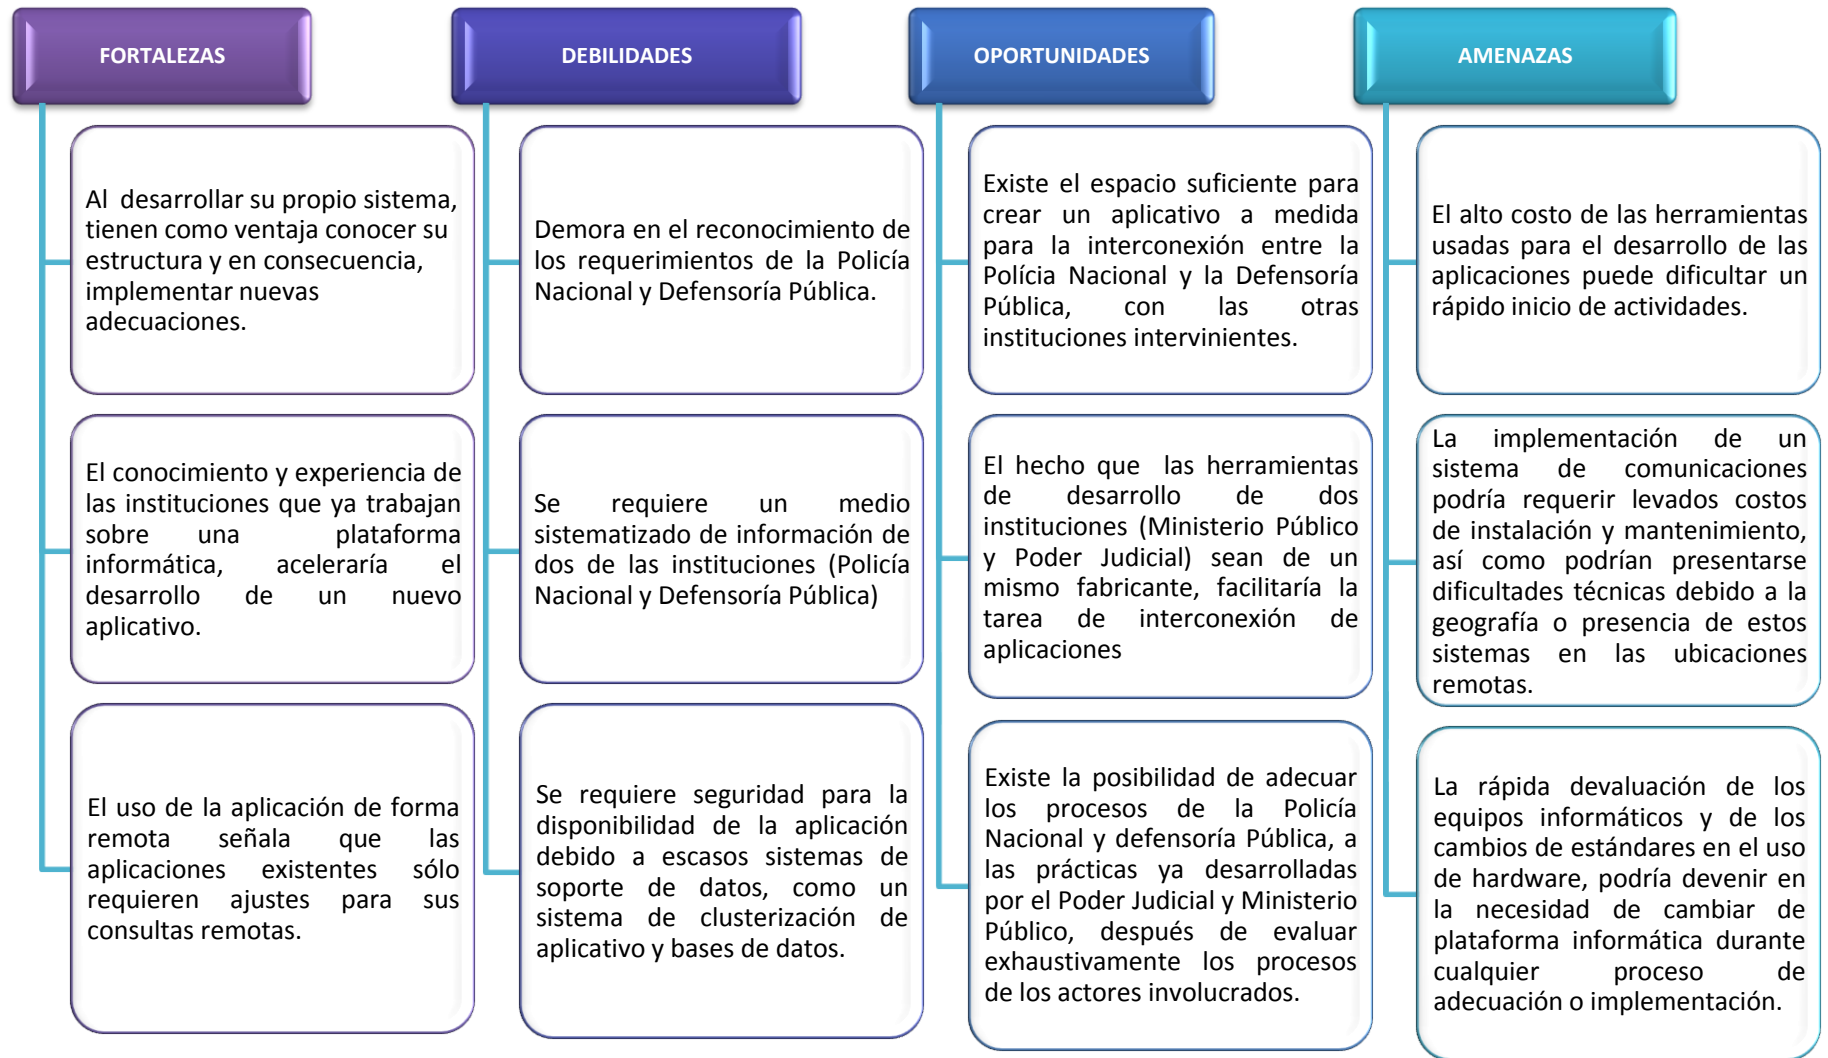 FORTALEZAS
Al desarrollar su propio sistema,
tienen como ventaja conocer su
estructura y en consecuencia,
implementar nuevas
adecuaciones.
El conocimiento y experiencia de
las instituciones que ya trabajan
sobre una plataforma
informática, aceleraría el
desarrollo de un nuevo
aplicativo.
El uso de la aplicación de forma
remota señala que las
aplicaciones existentes sólo
requieren ajustes para sus
consultas remotas.
DEBILIDADES
Demora en el reconocimiento de
los requerimientos de la Policía
Nacional y Defensoría Pública.
Se requiere un medio
sistematizado de información de
dos de las instituciones (Policía
Nacional y Defensoría Pública)
Se requiere seguridad para la
disponibilidad de la aplicación
debido a escasos sistemas de
soporte de datos, como un
sistema de clusterización de
aplicativo y bases de datos.
OPORTUNIDADES
Existe el espacio suficiente para
crear un aplicativo a medida
para la interconexión entre la
Polícia Nacional y la Defensoría
Pública, con las otras
instituciones intervinientes.
El hecho que las herramientas
de desarrollo de dos
instituciones (Ministerio Público
y Poder Judicial) sean de un
mismo fabricante, facilitaría la
tarea de interconexión de
aplicaciones
Existe la posibilidad de adecuar
los procesos de la Policía
Nacional y defensoría Pública, a
las prácticas ya desarrolladas
por el Poder Judicial y Ministerio
Público, después de evaluar
exhaustivamente los procesos
de los actores involucrados.
AMENAZAS
El alto costo de las herramientas
usadas para el desarrollo de las
aplicaciones puede dificultar un
rápido inicio de actividades.
La implementación de un
sistema de comunicaciones
podría requerir levados costos
de instalación y mantenimiento,
así como podrían presentarse
dificultades técnicas debido a la
geografía o presencia de estos
sistemas en las ubicaciones
remotas.
La rápida devaluación de los
equipos informáticos y de los
cambios de estándares en el uso
de hardware, podría devenir en
la necesidad de cambiar de
plataforma informática durante
cualquier proceso de
adecuación o implementación.